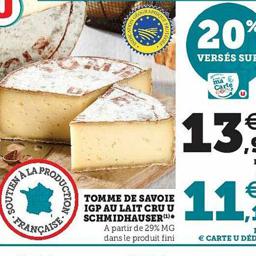 20%
VERSÉS SUR
ma
Carte
U
13,€
SOUTIEN À LA PRODUCTION
FRANÇAISE
TOMME DE SAVOIE
IGP AU LAIT CRU U
SCHMIDHAUSER(1)•
A partir de 29% MG
dans le produit fini
11,€
€ CARTE U DÉD